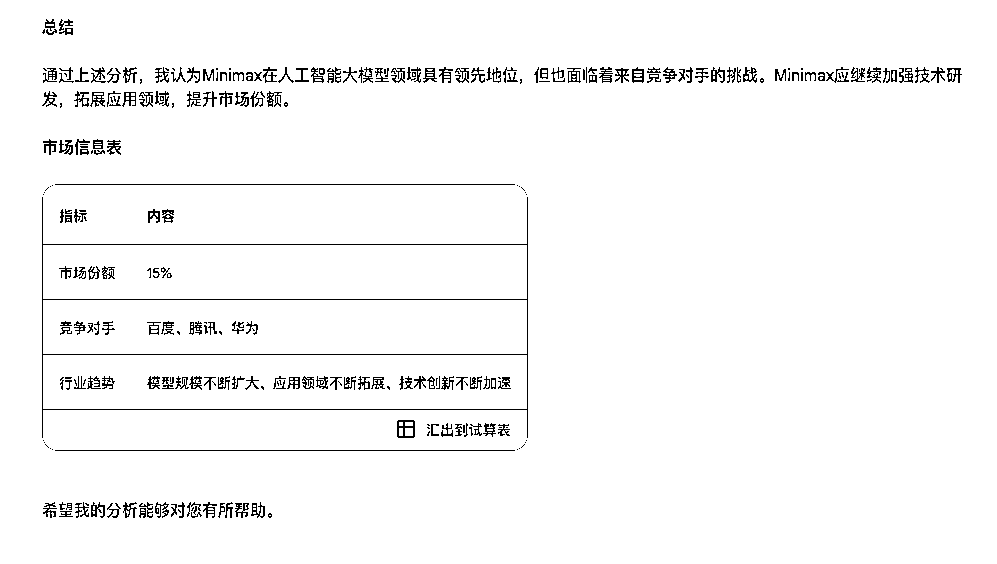 总结
通过上述分析，我认为Minimax在人工智能大模型领域具有领先地位，但也面临着来自竞争对手的挑战。Minimax应继续加强技术研
发，拓展应用领域，提升市场份额。
市场信息表
指标 内容
市场份额 15%
竞争对手 百度、腾讯、华为
行业趋势 模型规模不断扩大、应用领域不断拓展、技术创新不断加速
汇出到试算表
希望我的分析能够对您有所帮助。